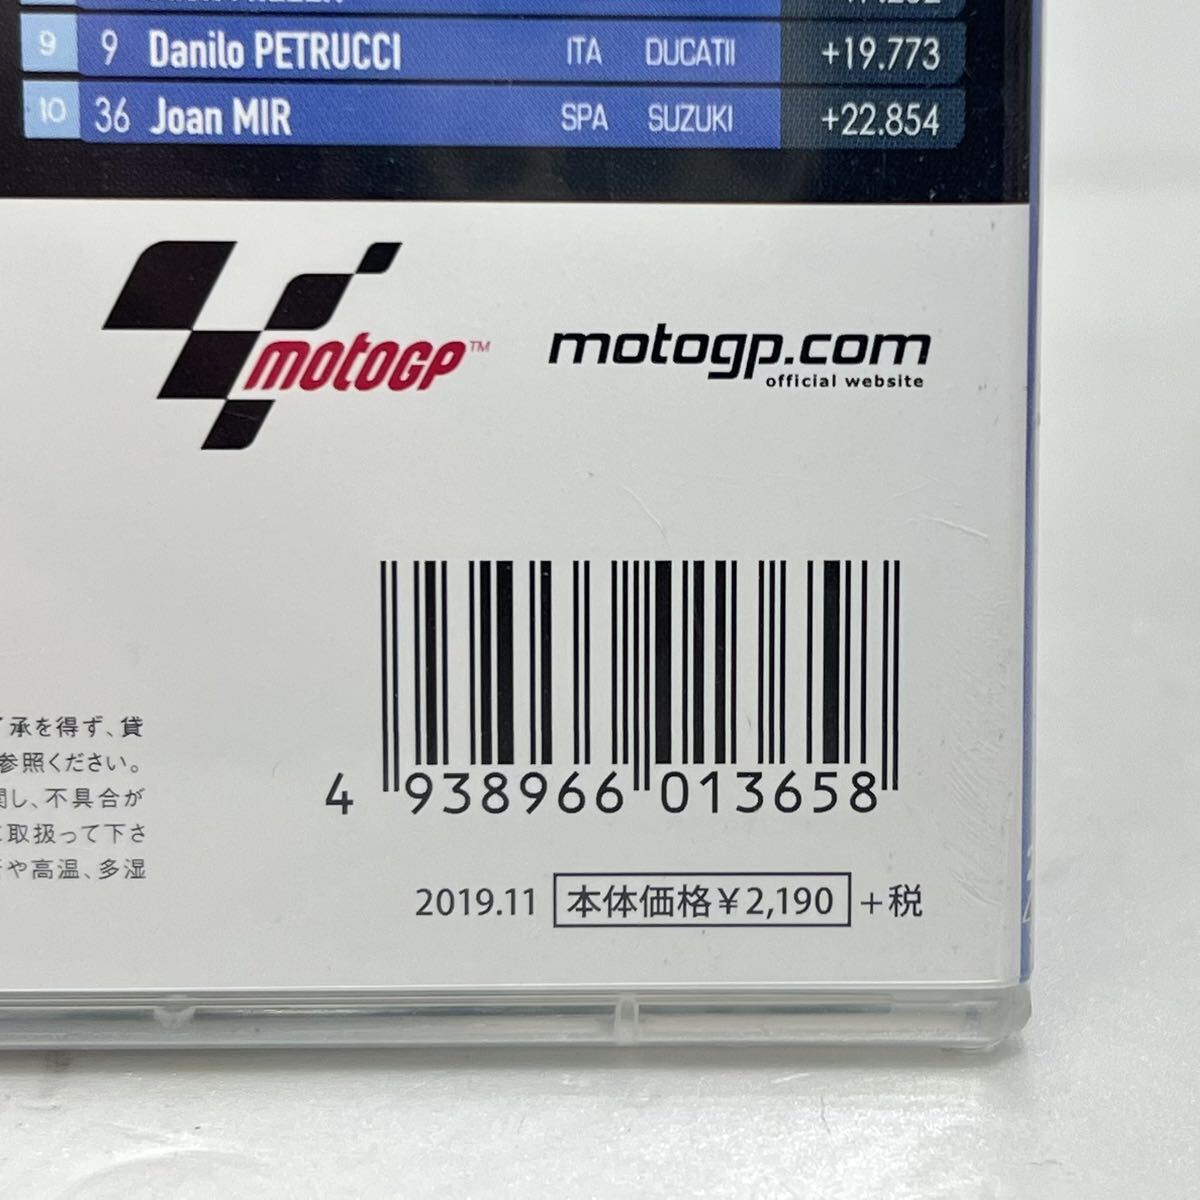 9 9 Danilo PETRUCCI ITA DUCATI +19.773
10 36 Joan MIR SPA SUZUKI +22.854
motoGP™
motogp.com
official website
承を得ず、貸
参照ください。
し、不具合が
取扱って下さ
や高温、多湿
4 938966 013658
2019.11 本体価格￥2,190 +税